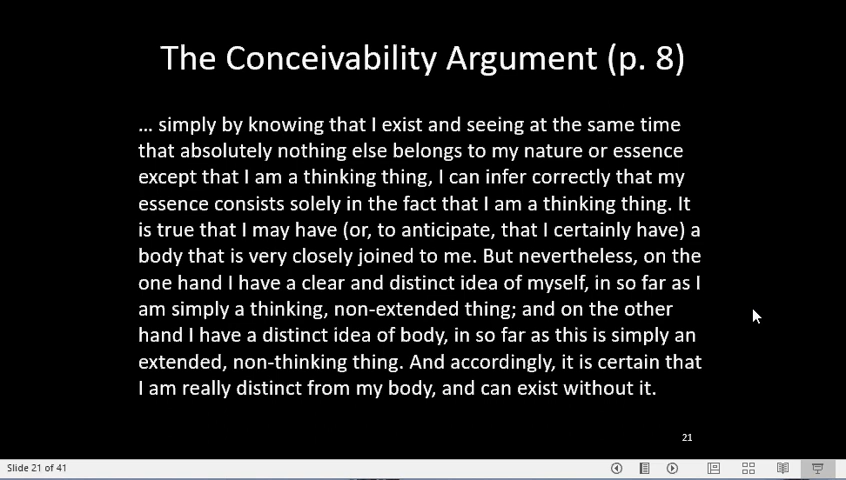 The Conceivability Argument (p. 8)
... simply by knowing that I exist and seeing at the same time
that absolutely nothing else belongs to my nature or essence
except that I am a thinking thing, I can infer correctly that my
essence consists solely in the fact that I am a thinking thing. It
is true that I may have (or, to anticipate, that I certainly have) a
body that is very closely joined to me. But nevertheless, on the
one hand I have a clear and distinct idea of myself, in so far as I
am simply a thinking, non-extended thing; and on the other
hand I have a distinct idea of body, in so far as this is simply an
extended, non-thinking thing. And accordingly, it is certain that
I am really distinct from my body, and can exist without it.
21
Slide 21 of 41